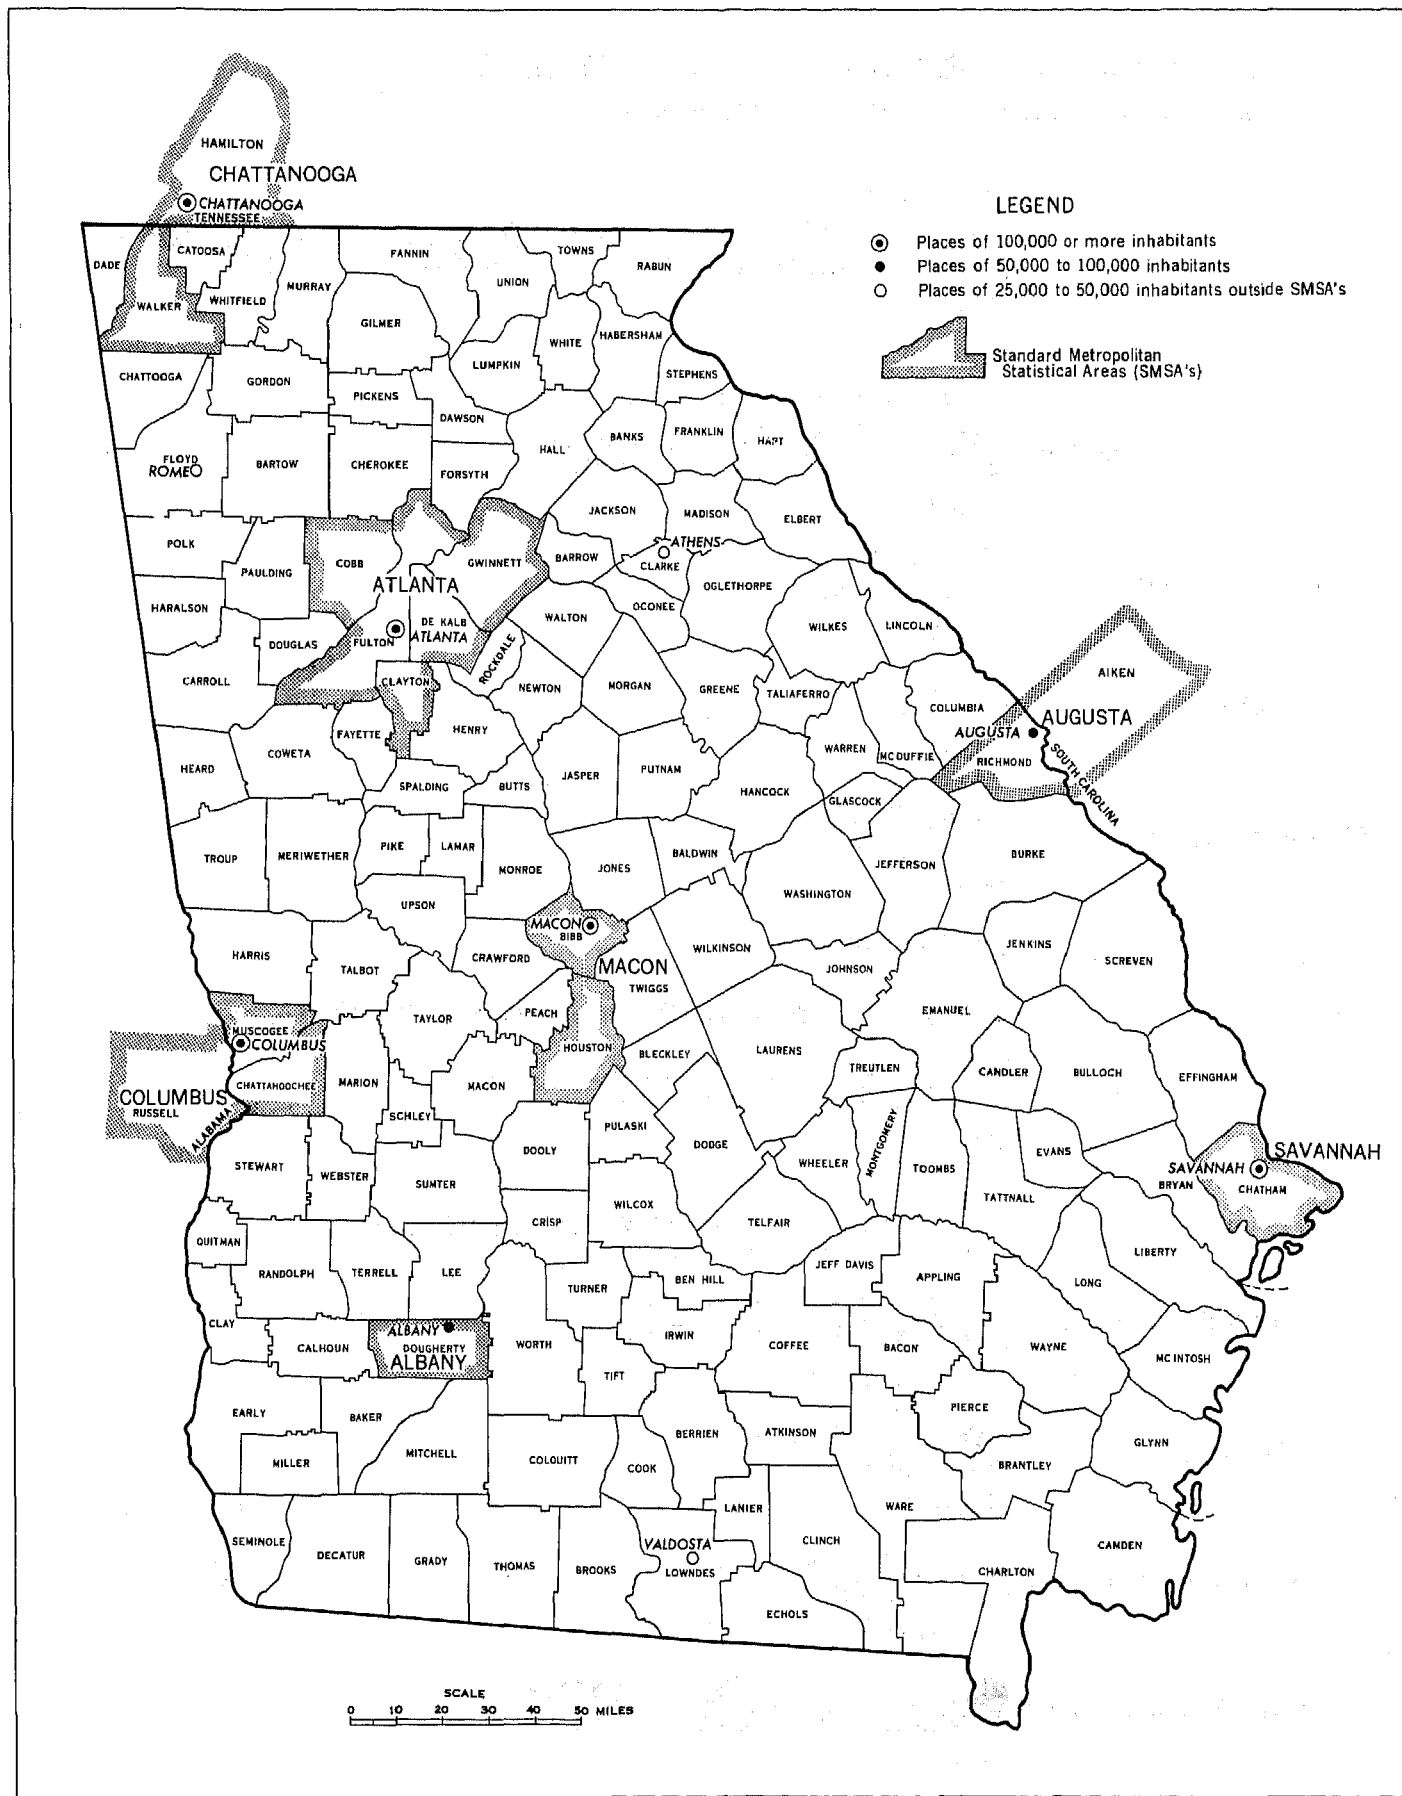 HAMILTON
CHATTANOOGA
CHATTANOOGA
TENNESSEE
LEGEND
Places of 100,000 or more inhabitants
Places of 50,000 to 100,000 inhabitants
Places of 25,000 to 50,000 inhabitants outside SMSA's
Standard Metropolitan
Statistical Areas (SMSA's)
DADE
CATOOSA
WALKER
WHITFIELD
MURRAY
FANNIN
GILMER
UNION
TOWNS
RABUN
LUMPKIN
WHITE
HABERSHAM
STEPHENS
CHATTOOGA
GORDON
PICKENS
DAWSON
FLOYD
ROME
BARTOW
CHEROKEE
FORSYTH
HALL
BANKS
FRANKLIN
HART
JACKSON
MADISON
ELBERT
POLK
PAULDING
COBB
GWINNETT
BARROW
ATHENS
CLARKE
OGLETHORPE
ATLANTA
HARALSON
DOUGLAS
FULTON
DE KALB
ATLANTA
ROCKDALE
WALTON
OCONEE
WILKES
LINCOLN
CARROLL
CLAYTON
NEWTON
MORGAN
GREENE
TALIAFERRO
COLUMBIA
AIKEN
AUGUSTA
AUGUSTA
RICHMOND
SOUTH CAROLINA
HEARD
COWETA
FAYETTE
HENRY
SPALDING
BUTTS
JASPER
PUTNAM
HANCOCK
WARREN
MC DUFFIE
GLASCOCK
TROUP
MERIWETHER
PIKE
LAMAR
MONROE
JONES
BALDWIN
WASHINGTON
JEFFERSON
BURKE
UPSON
MACON
BIBB
MACON
HARRIS
TALBOT
CRAWFORD
TWIGGS
WILKINSON
JOHNSON
JENKINS
SCREVEN
MUSCOGEE
COLUMBUS
CHATTAHOOCHEE
COLUMBUS
RUSSELL
ALABAMA
MARION
TAYLOR
PEACH
HOUSTON
MACON
SCHLEY
BLECKLEY
LAURENS
EMANUEL
TREUTLEN
CANDLER
BULLOCH
EFFINGHAM
STEWART
WEBSTER
SUMTER
DOOLY
PULASKI
DODGE
WHEELER
MONTGOMERY
TOOMBS
EVANS
TATTNALL
BRYAN
SAVANNAH
SAVANNAH
CHATHAM
QUITMAN
RANDOLPH
TERRELL
LEE
CRISP
WILCOX
TELFAIR
TURNER
BEN HILL
JEFF DAVIS
APPLING
LONG
LIBERTY
CLAY
CALHOUN
ALBANY
DOUGHERTY
ALBANY
WORTH
TIFT
IRWIN
COFFEE
BACON
WAYNE
MC INTOSH
EARLY
BAKER
MILLER
MITCHELL
COLQUITT
COOK
BERRIEN
ATKINSON
PIERCE
BRANTLEY
GLYNN
SEMINOLE
DECATUR
GRADY
THOMAS
BROOKS
VALDOSTA
LOWNDES
LANIER
CLINCH
ECHOLS
WARE
CHARLTON
CAMDEN
SCALE
0 10 20 30 40 50 MILES